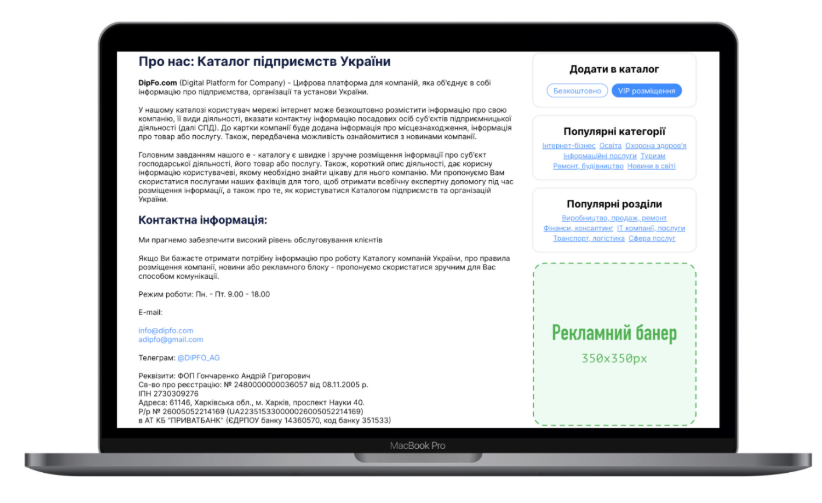 Про нас: Каталог підприємств України
DipFo.com (Digital Platform for Company) - Цифрова платформа для компаній, яка об'єднує в собі
інформацію про підприємства, організації та установи України.
У нашому каталозі користувач мережі інтернет може безкоштовно розмістити інформацію про свою
компанію, її види діяльності, вказати контактну інформацію посадових осіб суб'єктів підприємницької
діяльності (далі СПД). До картки компанії буде додана інформація про місцезнаходження, інформація
про товар або послугу. Також, передбачена можливість ознайомитися з новинами компанії.
Головним завданням нашого е - каталогу є швидке і зручне розміщення інформації про суб'єкт
господарської діяльності, його товар або послугу. Також, короткий опис діяльності, дає корисну
інформацію користувачеві, якому необхідно знайти цікаву для нього компанію. Ми пропонуємо Вам
скористатися послугами наших фахівців для того, щоб отримати всебічну експертну допомогу під час
розміщення інформації, а також про те, як користуватися Каталогом підприємств та організацій
України.
Контактна інформація:
Ми прагнемо забезпечити високий рівень обслуговування клієнтів
Якщо Ви бажаєте отримати потрібну інформацію про роботу Каталогу компаній України, про правила
розміщення компанії, новини або рекламного блоку - пропонуємо скористатися зручним для Вас
способом комунікації.
Режим роботи: Пн. - Пт. 9.00 - 18.00
E-mail:
info@dipfo.com
adipfo@gmail.com
Телеграм: @DIPFO_AG
Реквізити: ФОП Гончаренко Андрій Григорович
Св-во про реєстрацію: № 2480000000036057 від 08.11.2005 р.
ІПН 2730309276
Адреса: 61146, Харківська обл., м. Харків, проспект Науки 40.
Р/р № 26005052214169 (UA223515330000026005052214169)
в АТ КБ "ПРИВАТБАНК" (ЄДРПОУ банку 14360570, код банку 351533)
Додати в каталог
Безкоштовно VIP розміщення
Популярні категорії
Інтернет-бізнес Освіта Охорона здоров'я
Інформаційні послуги Туризм
Ремонт, будівництво Новини в світі
Популярні розділи
Виробництво, продаж, ремонт
Фінанси, консалтинг ІТ компанії, послуги
Транспорт, логістика Сфера послуг
Рекламний банер
350x350px
MacBook Pro